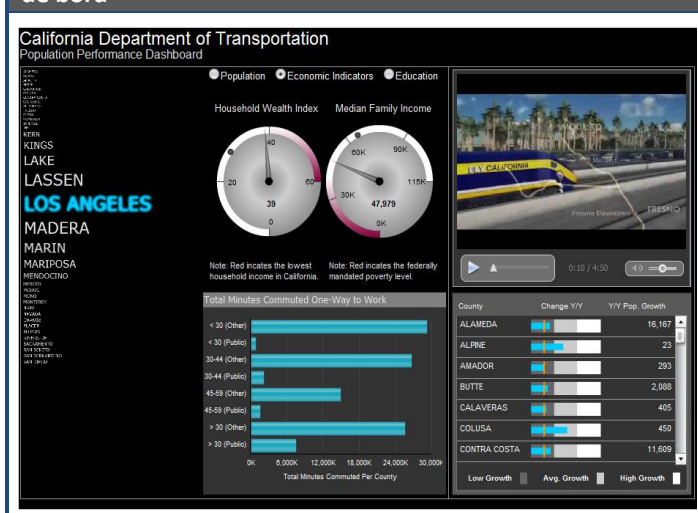 de bord
California Department of Transportation
Population Performance Dashboard
Population Economic Indicators Education
KERN
KINGS
LAKE
LASSEN
LOS ANGELES
MADERA
MARIN
MARIPOSA
MENDOCINO
Household Wealth Index
40
20
60
39
0
Note: Red incates the lowest
household income in California.
Median Family Income
60K
90K
30K
115K
47,979
0K
Note: Red incates the federally
mandated poverty level.
Total Minutes Commuted One-Way to Work
< 30 (Other)
< 30 (Public)
30-44 (Other)
30-44 (Public)
45-59 (Other)
45-59 (Public)
> 30 (Other)
> 30 (Public)
0K 6,000K 12,000K 18,000K 24,000K 30,000K
Total Minutes Commuted Per County
CALIFORNIA
Fresno Downtown
FRESNO
0:10 / 4:50
County Change Y/Y Y/Y Pop. Growth
ALAMEDA 16,167
ALPINE 23
AMADOR 293
BUTTE 2,088
CALAVERAS 405
COLUSA 450
CONTRA COSTA 11,609
Low Growth Avg. Growth High Growth